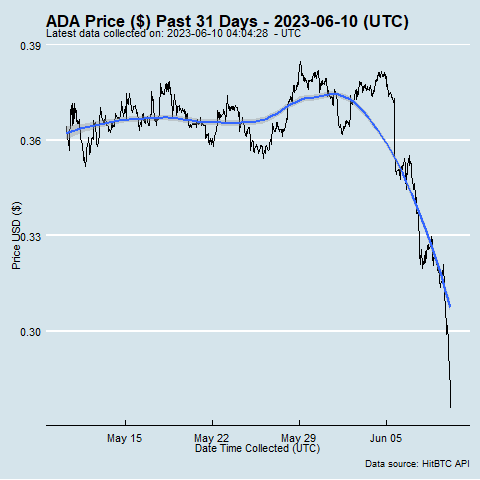 ADA Price ($) Past 31 Days - 2023-06-10 (UTC)
Latest data collected on: 2023-06-10 04:04:28  - UTC
0.39
0.36
0.33
0.30
Price USD ($)
May 15
May 22
May 29
Jun 05
Date Time Collected (UTC)
Data source: HitBTC API